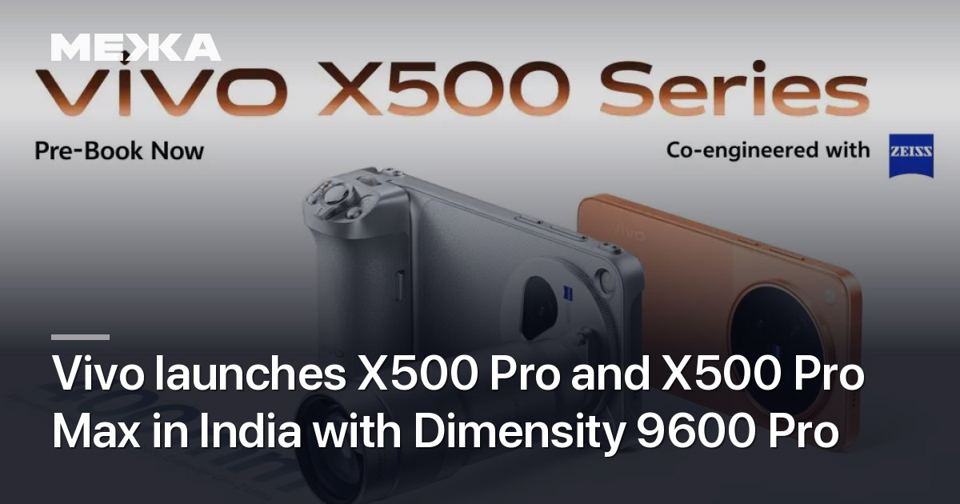 MEKKA
vivo X500 Series
Pre-Book Now
Co-engineered with
ZEISS
vivo
Vivo launches X500 Pro and X500 Pro
Max in India with Dimensity 9600 Pro